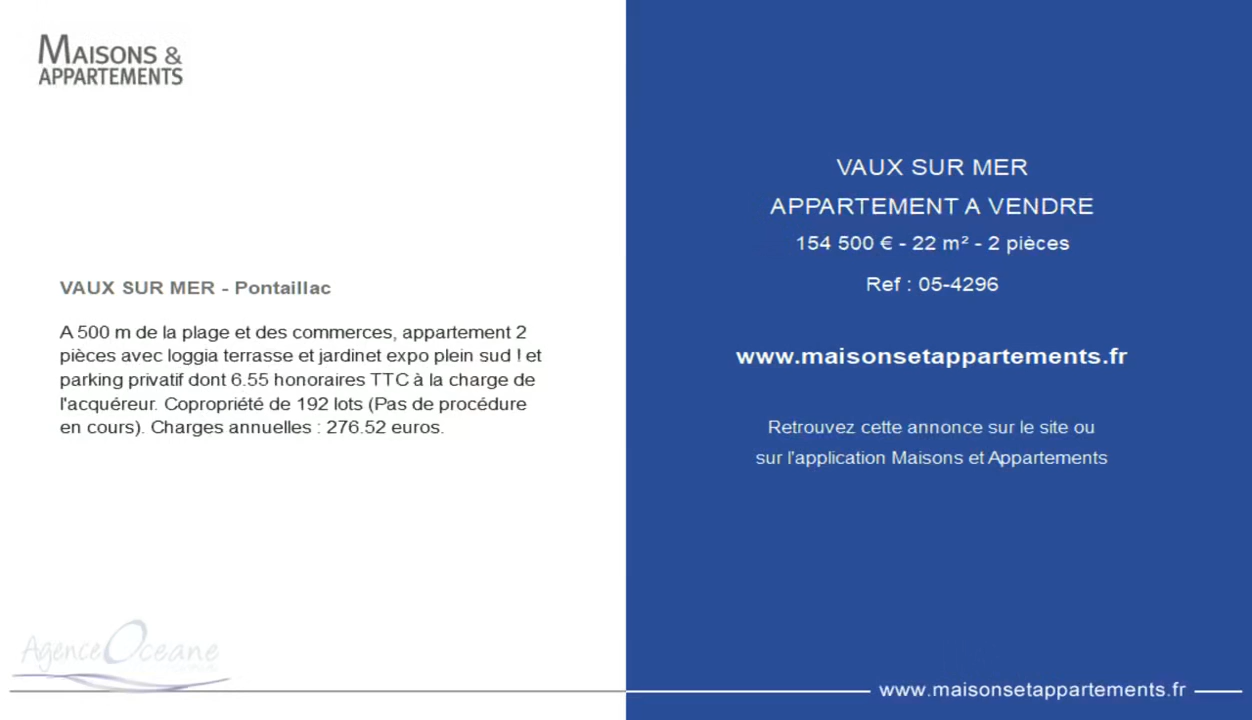 MAISONS &
APPARTEMENTS
VAUX SUR MER - Pontaillac
A 500 m de la plage et des commerces, appartement 2
pièces avec loggia terrasse et jardinet expo plein sud ! et
parking privatif dont 6.55 honoraires TTC à la charge de
l'acquéreur. Copropriété de 192 lots (Pas de procédure
en cours). Charges annuelles : 276.52 euros.
Agence Oceane
VAUX SUR MER
APPARTEMENT A VENDRE
154 500 € - 22 m² - 2 pièces
Ref : 05-4296
www.maisonsetappartements.fr
Retrouvez cette annonce sur le site ou
sur l'application Maisons et Appartements
www.maisonsetappartements.fr